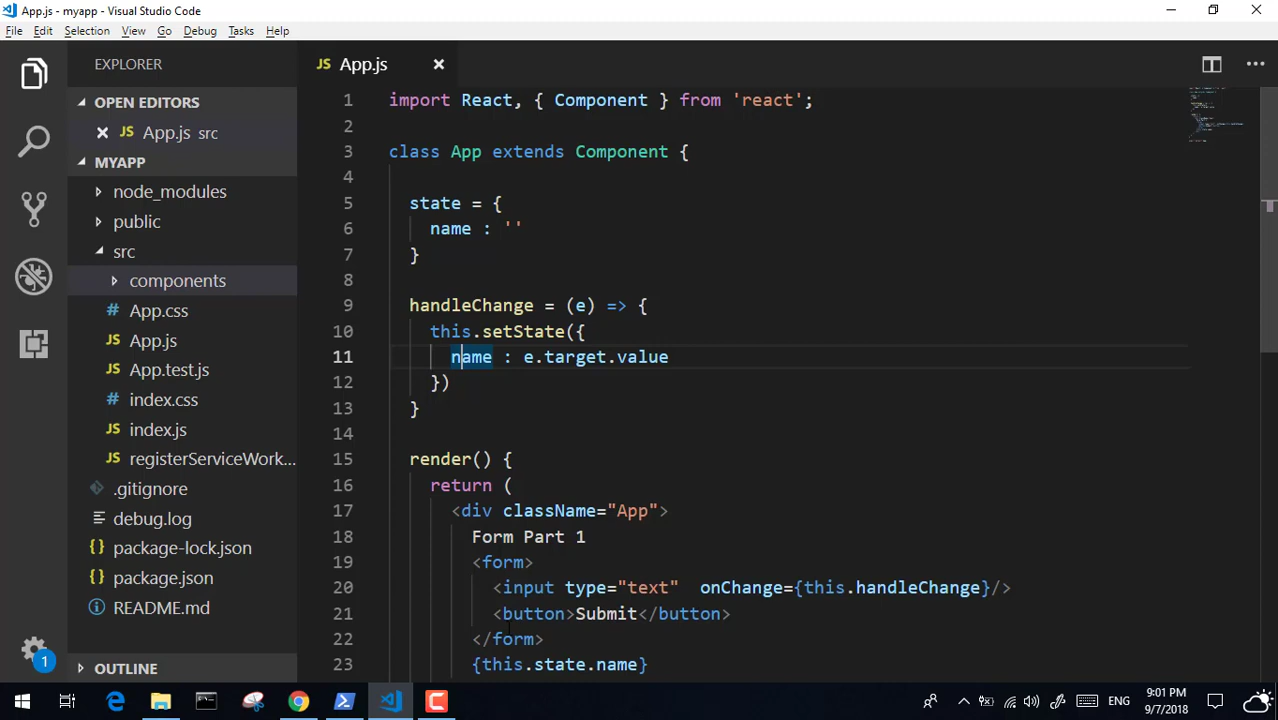 App.js - myapp - Visual Studio Code
File Edit Selection View Go Debug Tasks Help
EXPLORER
OPEN EDITORS
App.js src
MYAPP
node_modules
public
src
components
App.css
App.js
App.test.js
index.css
index.js
registerServiceWork...
.gitignore
debug.log
package-lock.json
package.json
README.md
OUTLINE
1
JS App.js
1 import React, { Component } from 'react';
2
3 class App extends Component {
4
5 state = {
6 name : ''
7 }
8
9 handleChange = (e) => {
10 this.setState({
11 name : e.target.value
12 })
13 }
14
15 render() {
16 return (
17 <div className="App">
18 Form Part 1
19 <form>
20 <input type="text" onChange={this.handleChange}/>
21 <button>Submit</button>
22 </form>
23 {this.state.name}
ENG
9:01 PM
9/7/2018